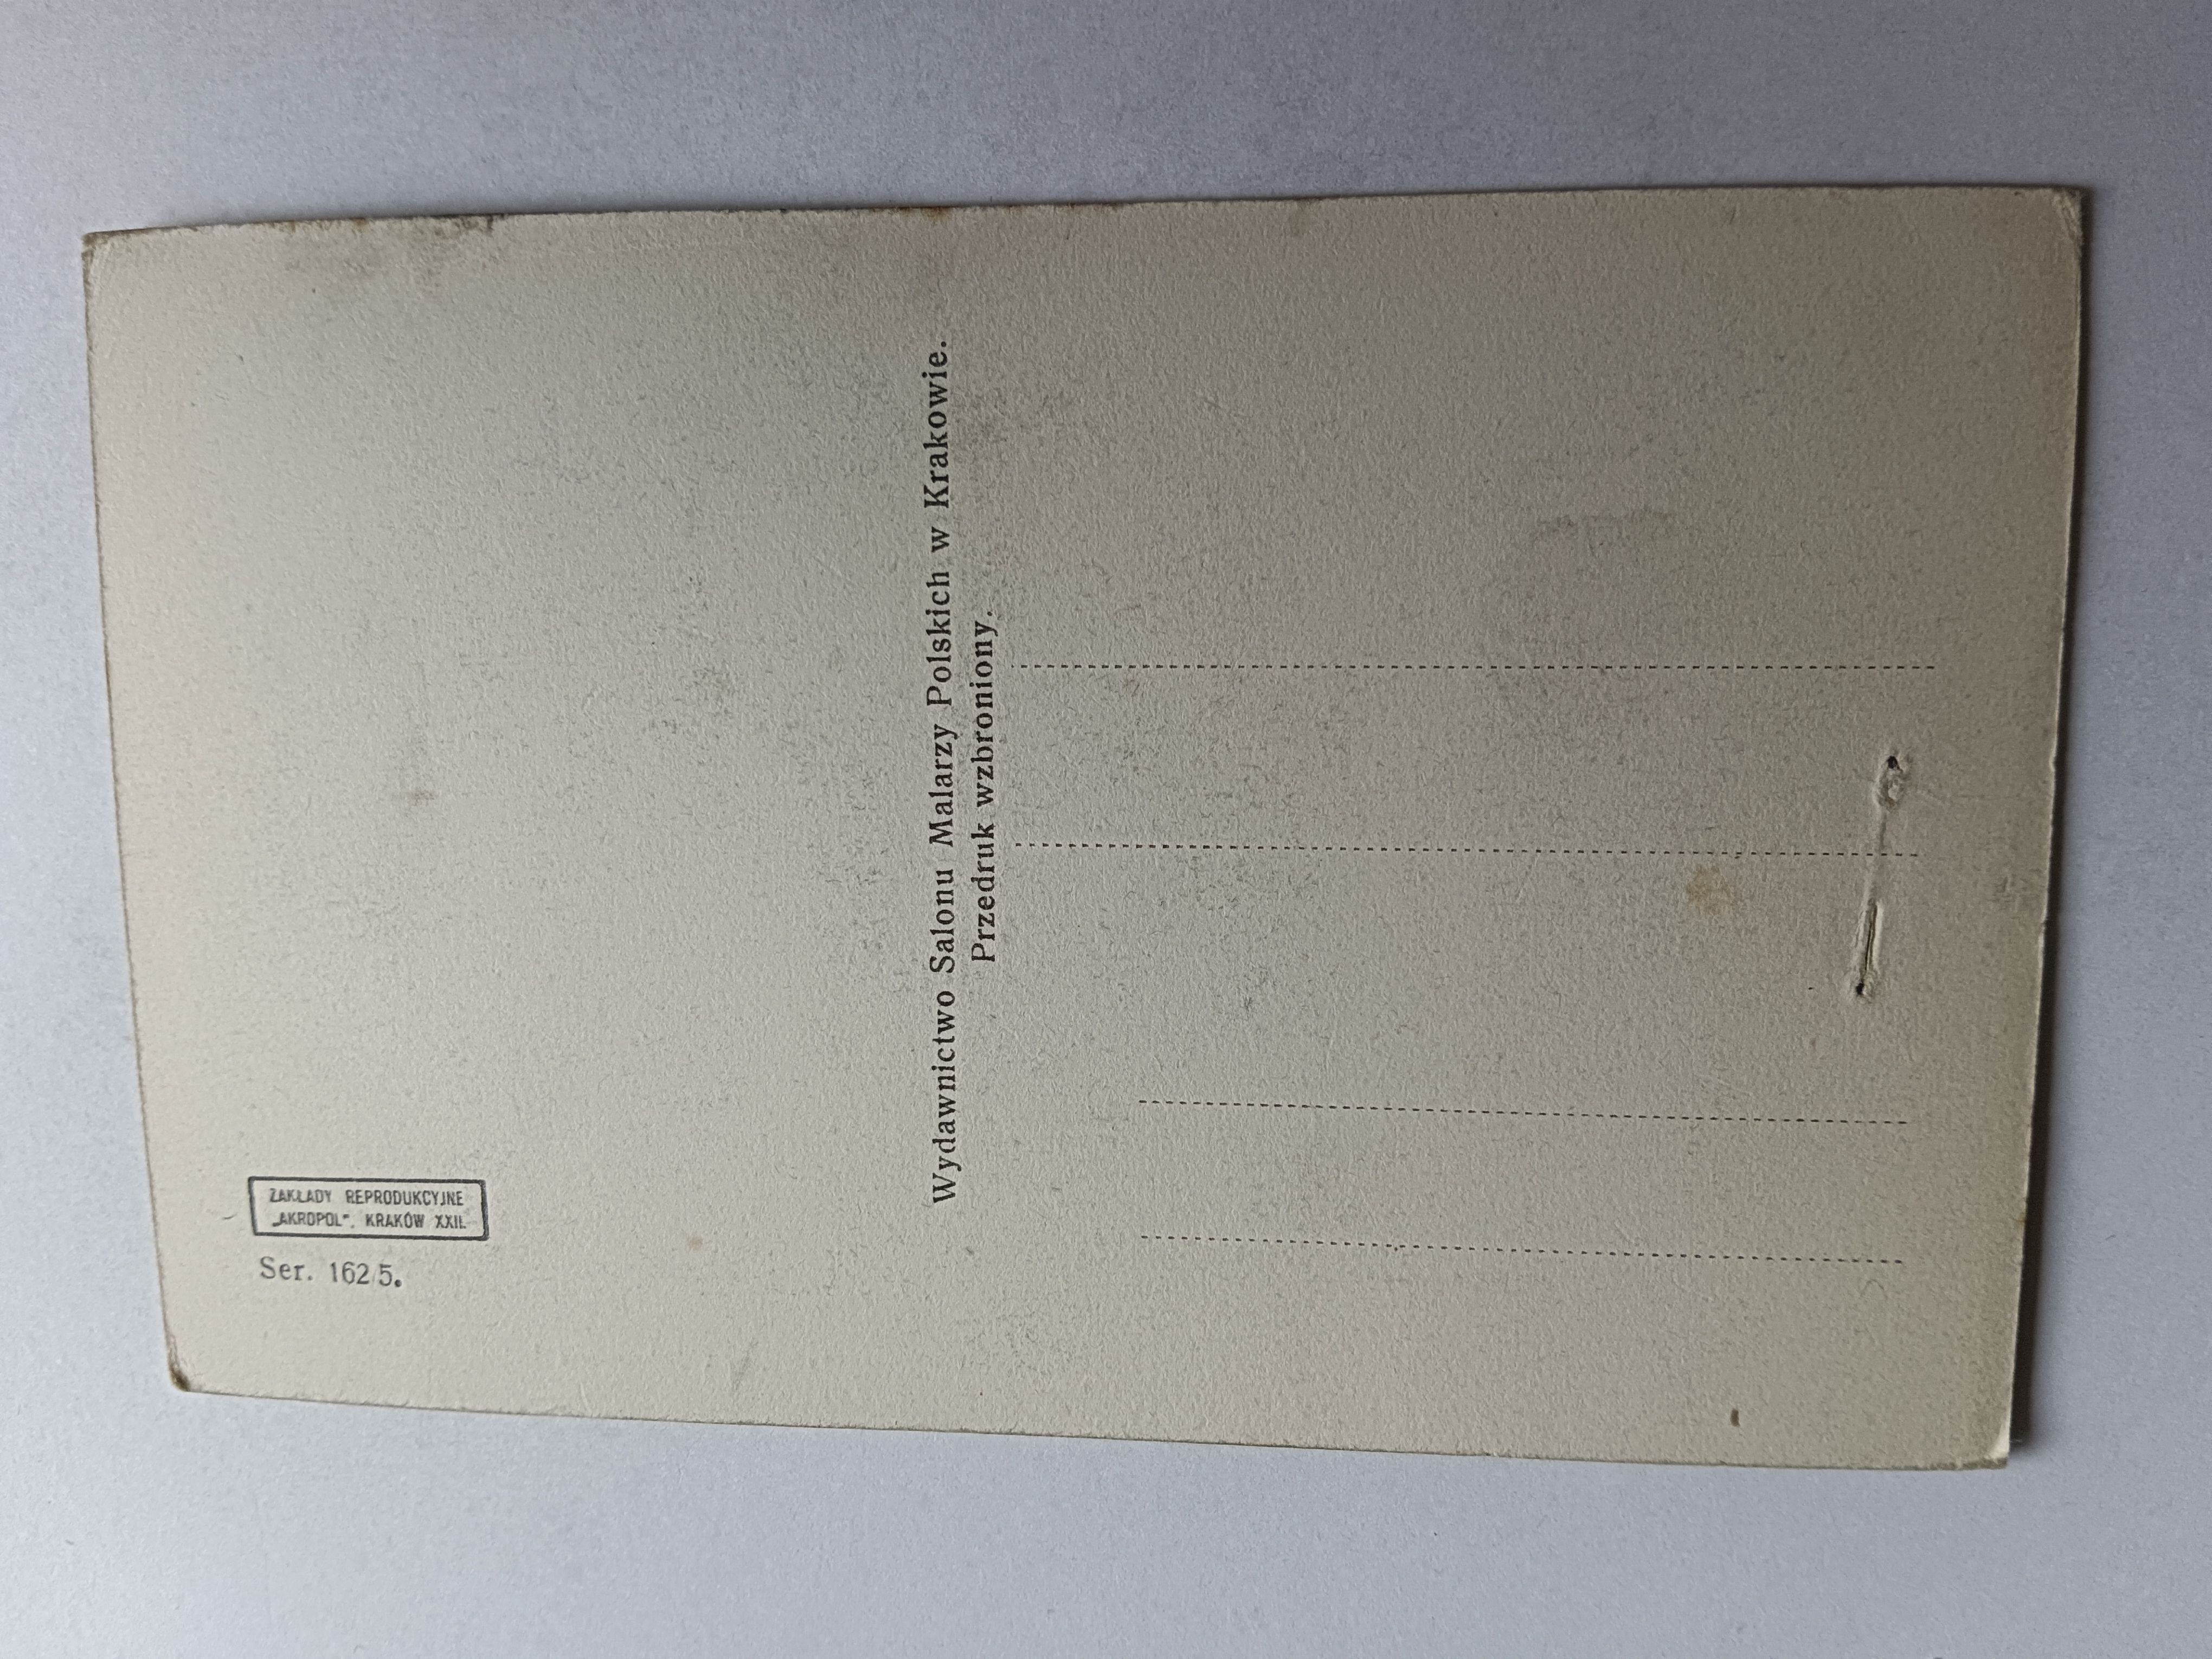 Wydawnictwo Salonu Malarzy Polskich w Krakowie.
Przedruk wzbroniony.
ZAKŁADY REPRODUKCYJNE
„AKROPOL”, KRAKÓW XXII.
Ser. 162/5.